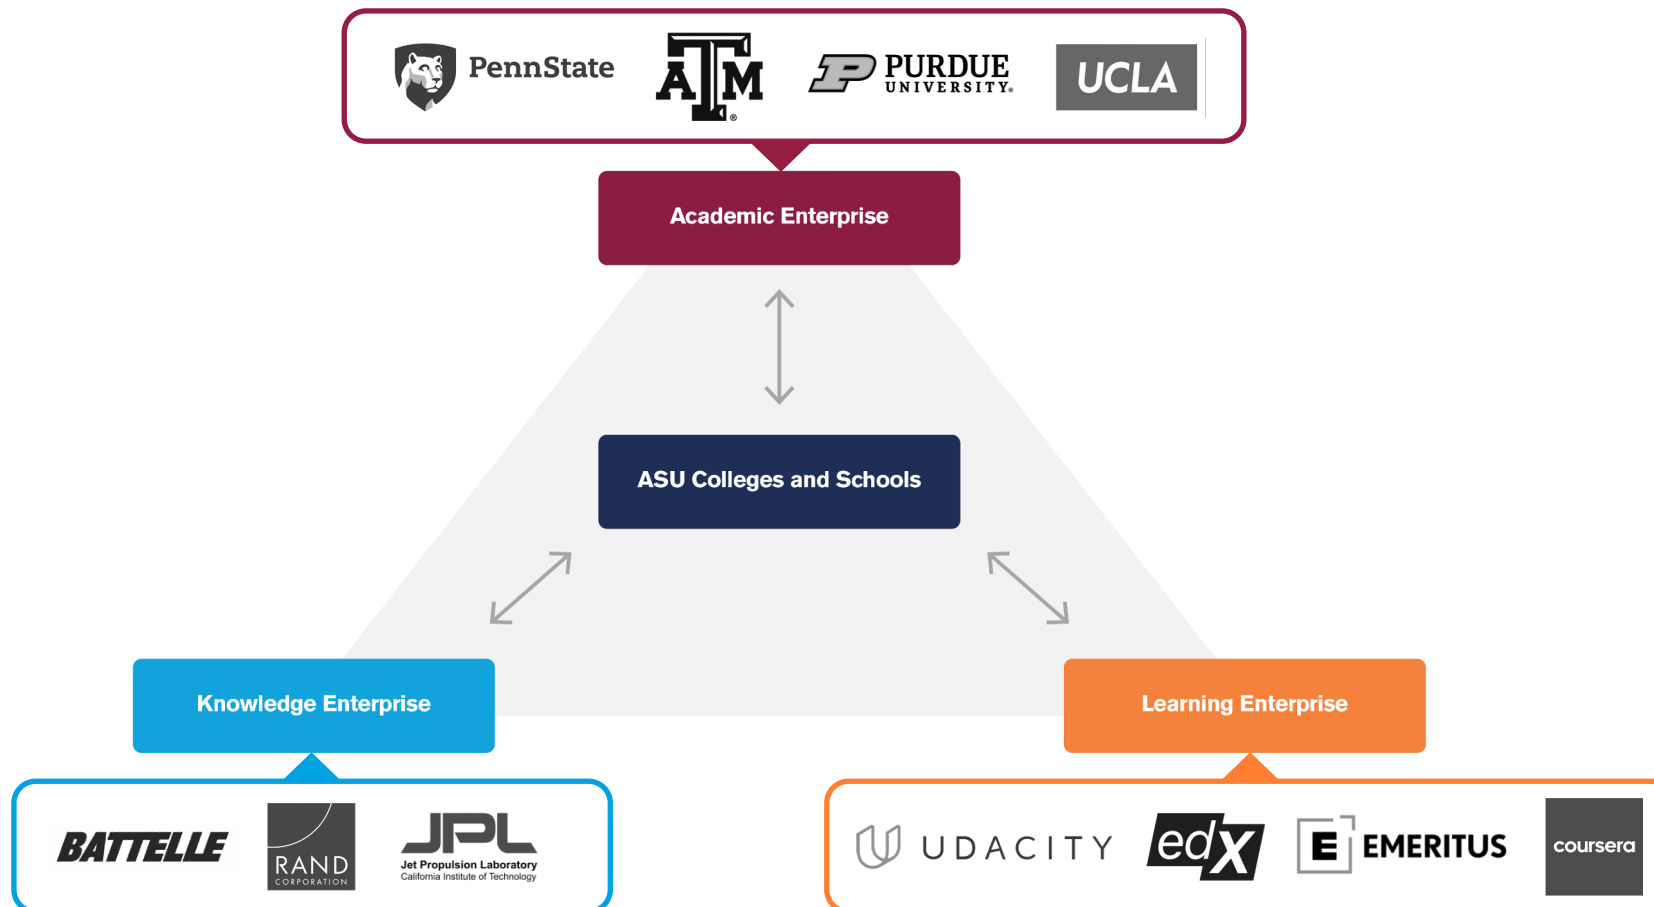 PennState
ATM®
PURDUE
UNIVERSITY®
UCLA
Academic Enterprise
ASU Colleges and Schools
Knowledge Enterprise
Learning Enterprise
BATTELLE
RAND
CORPORATION
JPL
Jet Propulsion Laboratory
California Institute of Technology
UDACITY
edX
E EMERITUS
coursera